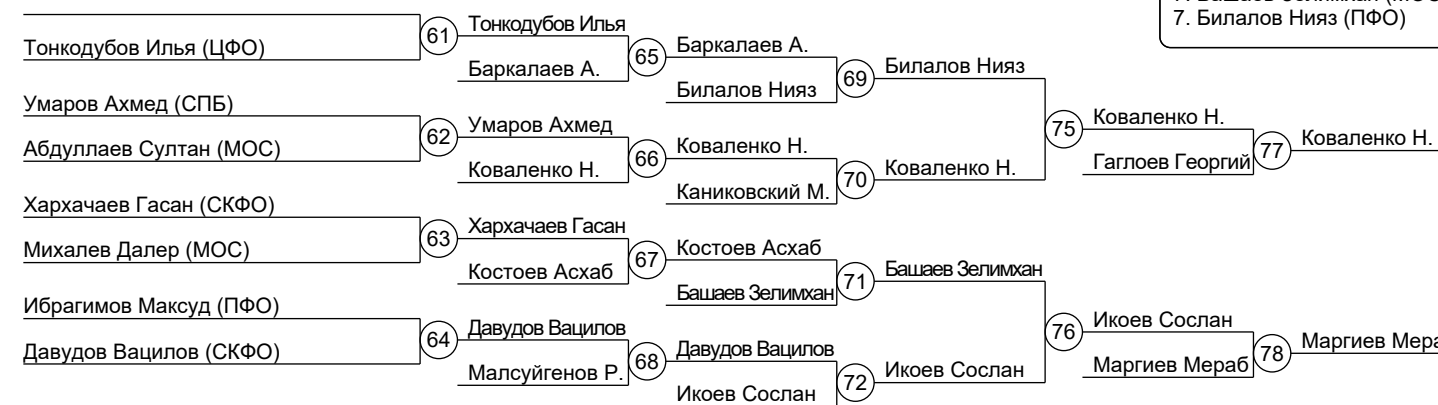 7. Билалов Нияз (ПФО)
Тонкодубов Илья (ЦФО)
61
Тонкодубов Илья
Баркалаев А.
65
Баркалаев А.
Билалов Нияз
69
Билалов Нияз
Умаров Ахмед (СПБ)
Абдуллаев Султан (МОС)
62
Умаров Ахмед
Коваленко Н.
66
Коваленко Н.
Каниковский М.
70
Коваленко Н.
75
Коваленко Н.
Гаглоев Георгий
77
Коваленко Н.
Хархачаев Гасан (СКФО)
Михалев Далер (МОС)
63
Хархачаев Гасан
Костоев Асхаб
67
Костоев Асхаб
Башаев Зелимхан
71
Башаев Зелимхан
Ибрагимов Максуд (ПФО)
Давудов Вацилов (СКФО)
64
Давудов Вацилов
Малсуйгенов Р.
68
Давудов Вацилов
Икоев Сослан
72
Икоев Сослан
76
Икоев Сослан
Маргиев Мераб
78
Маргиев